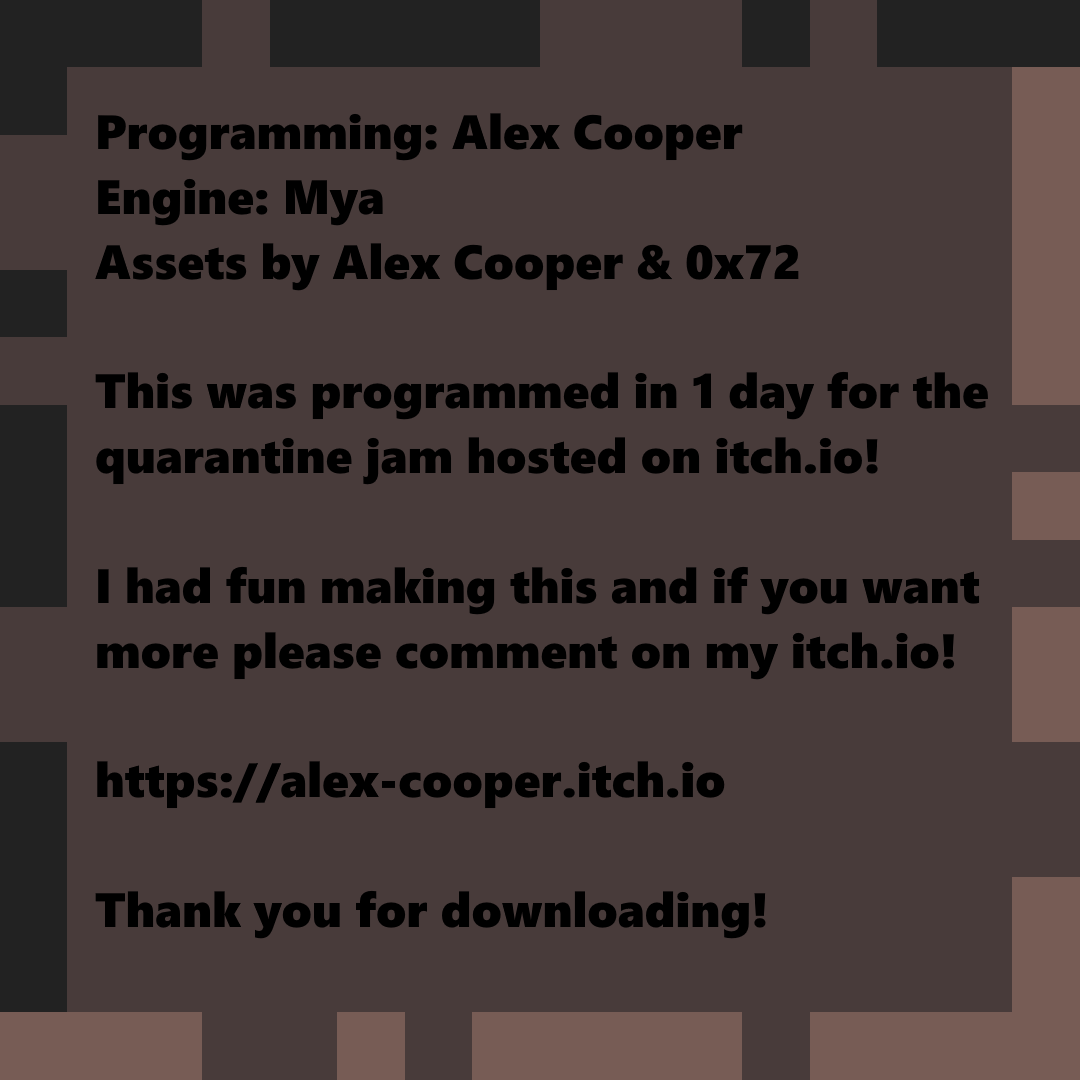 Programming: Alex Cooper
Engine: Mya
Assets by Alex Cooper & 0x72
This was programmed in 1 day for the
quarantine jam hosted on itch.io!
I had fun making this and if you want
more please comment on my itch.io!
https://alex-cooper.itch.io
Thank you for downloading!